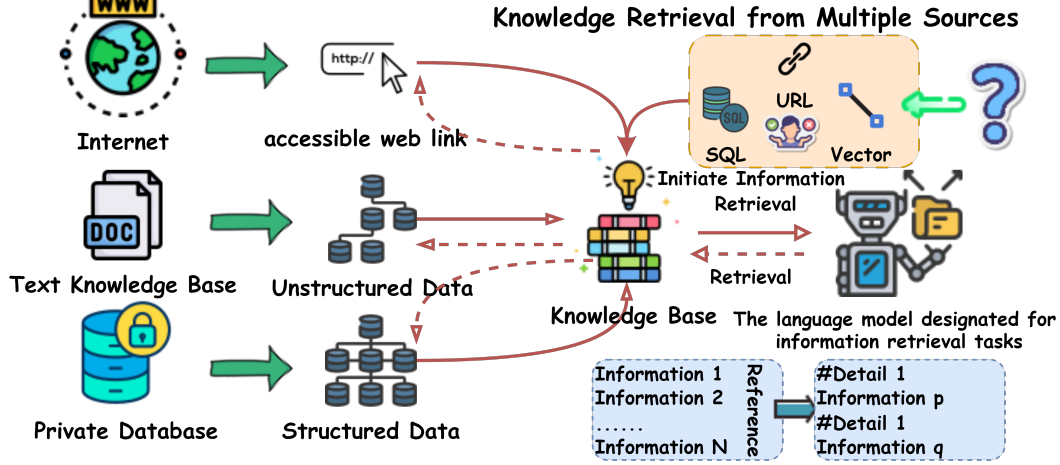 WWW
Knowledge Retrieval from Multiple Sources
http://
URL
SQL
SQL
Vector
Internet
accessible web link
Initiate Information
Retrieval
DOC
Retrieval
Text Knowledge Base
Unstructured Data
Knowledge Base
The language model designated for
information retrieval tasks
Private Database
Structured Data
Information 1
Information 2
......
Information N
Reference
#Detail 1
Information p
#Detail 1
Information q